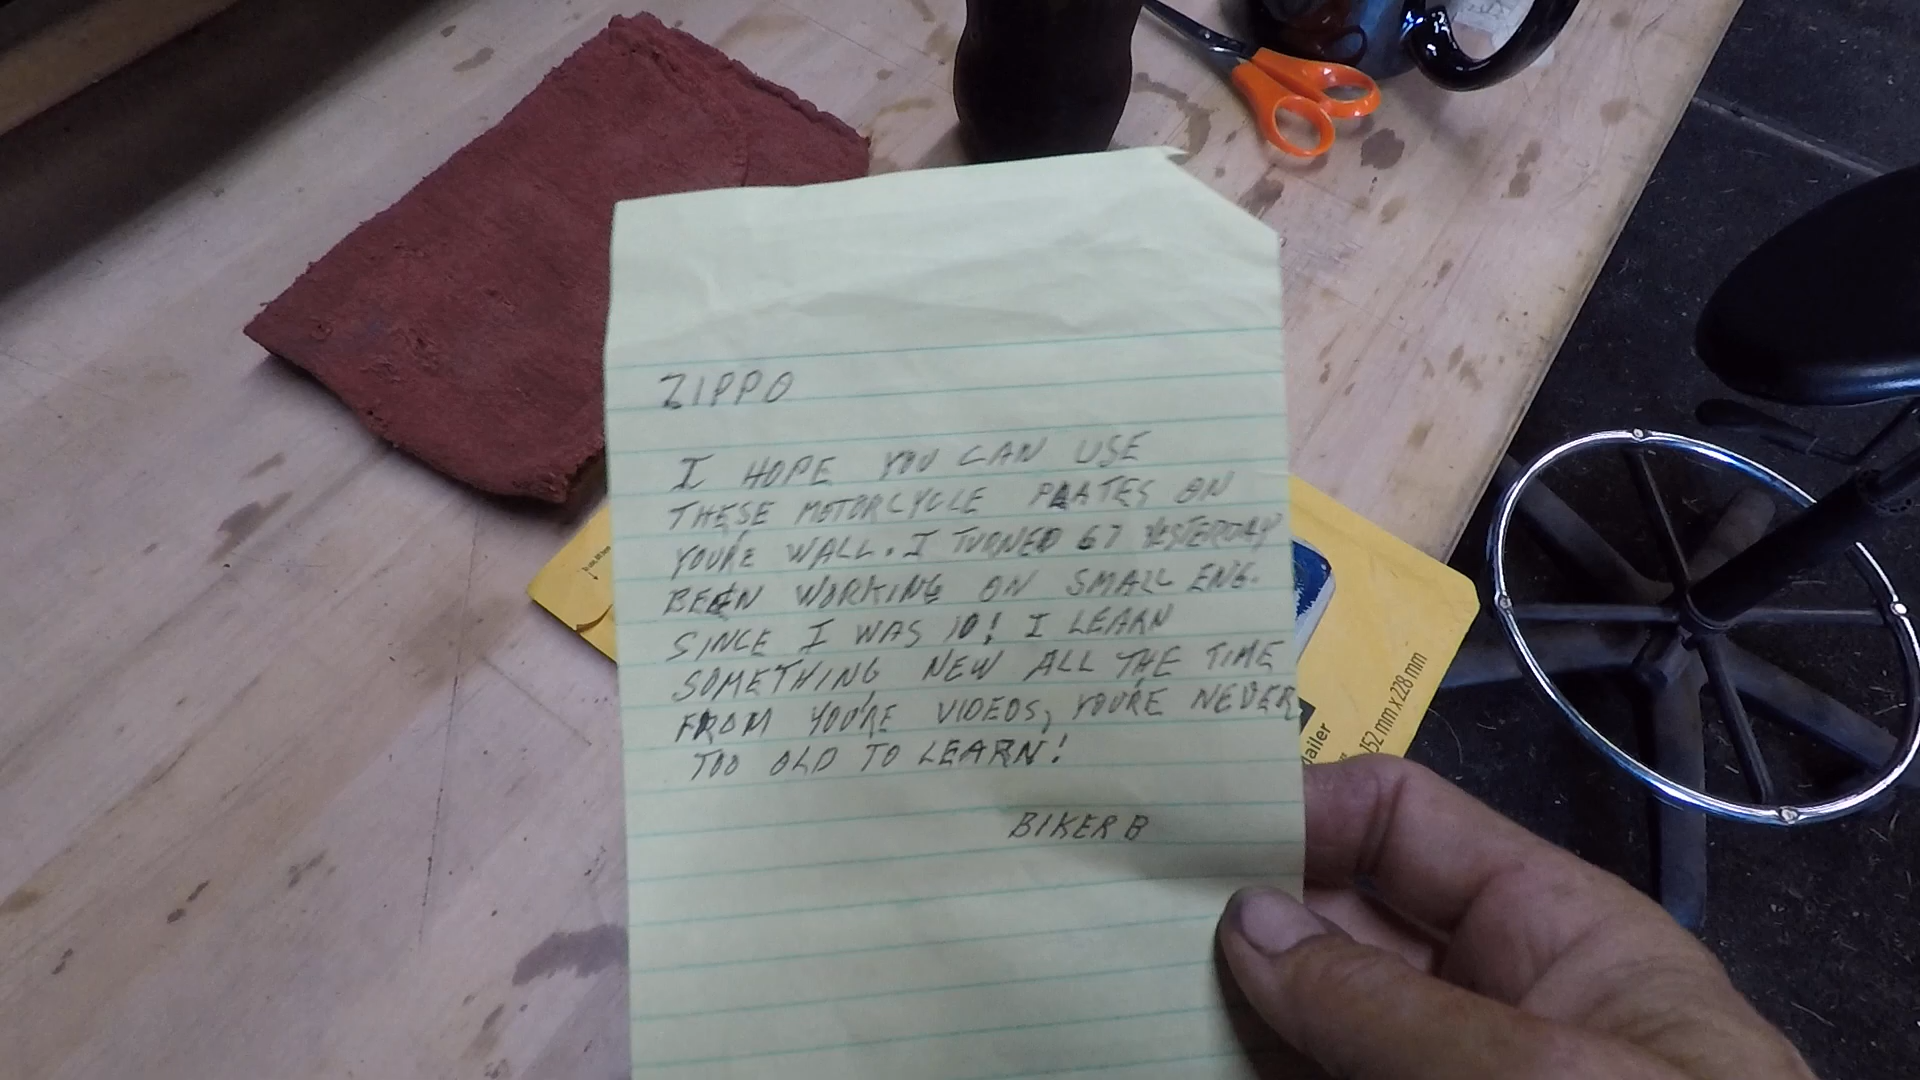 ZIPPO
I HOPE YOU CAN USE
THESE MOTORCYCLE PLATES ON
YOU'RE WALL. I TURNED 67 YESTERDAY
BEEN WORKING ON SMALL ENG.
SINCE I WAS 10! I LEARN
SOMETHING NEW ALL THE TIME
FROM YOU'RE VIDEOS, YOU'RE NEVER
TOO OLD TO LEARN!
BIKER B
ailer
152 mm x 228 mm